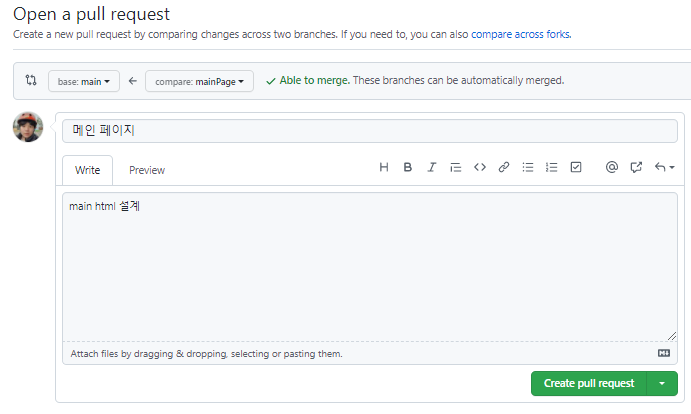 Open a pull request
Create a new pull request by comparing changes across two branches. If you need to, you can also compare across forks.
base: main ← compare: mainPage ✓ Able to merge. These branches can be automatically merged.
메인 페이지
Write Preview
main html 설계
Attach files by dragging & dropping, selecting or pasting them.
Create pull request